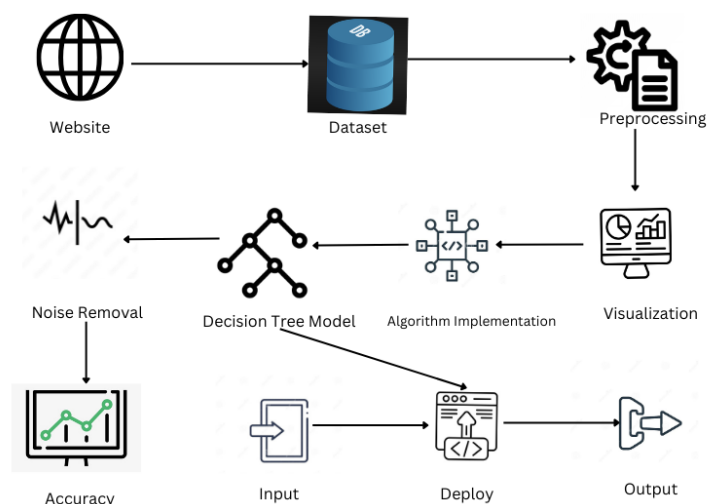 DB
Website
Dataset
Preprocessing
Noise Removal
Decision Tree Model
Algorithm Implementation
</>
Visualization
Accuracy
Input
Deploy
</>
Output